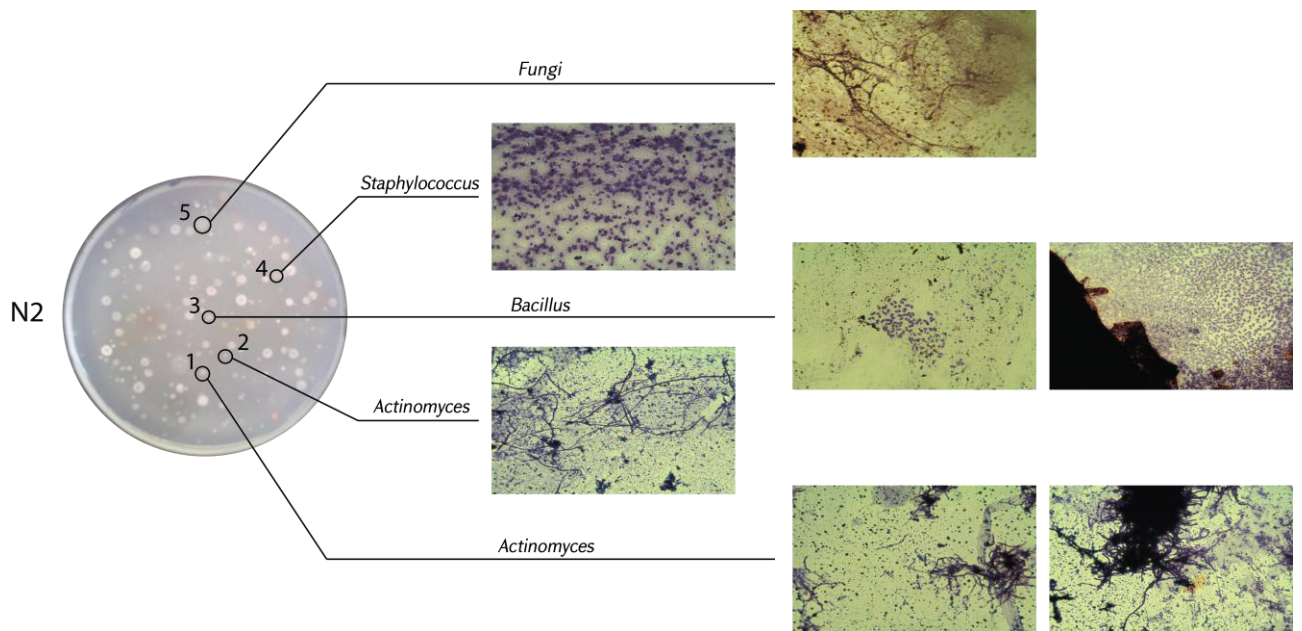 Fungi
Staphylococcus
5
4
N2
3
Bacillus
2
1
Actinomyces
Actinomyces